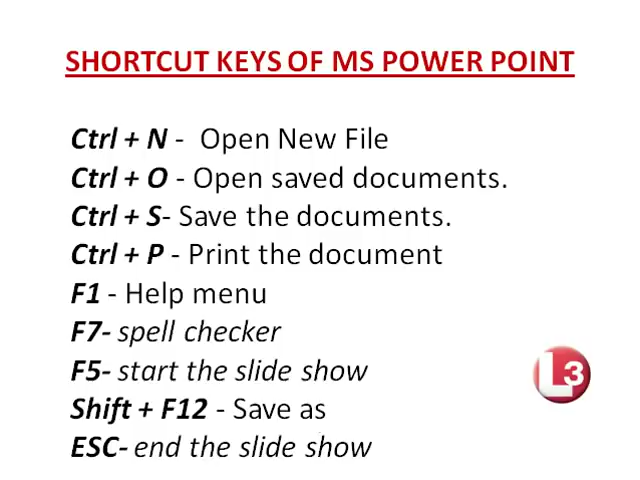 SHORTCUT KEYS OF MS POWER POINT
Ctrl + N - Open New File
Ctrl + O - Open saved documents.
Ctrl + S- Save the documents.
Ctrl + P - Print the document
F1 - Help menu
F7- spell checker
F5- start the slide show
L3
Shift + F12 - Save as
ESC- end the slide show